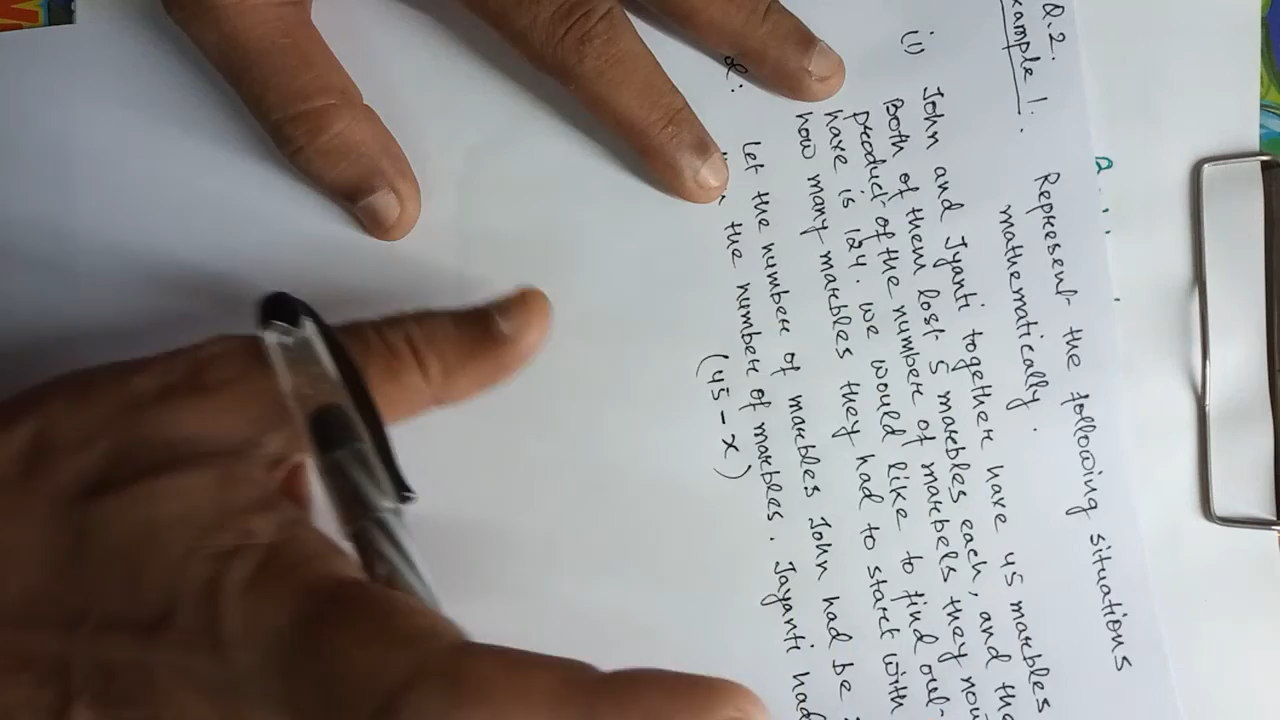 Q.2.
xample 1. Represent the following situations
mathematically.
(i) John and Jyanti together have 45 marbles
Both of them lost 5 marbles each, and the
product of the number of marbels they now
have is 124. we would like to find out
how many marbles they had to start with
Let the number of marbles John had be
the number of marbles. Jayanti had
(45 - x)